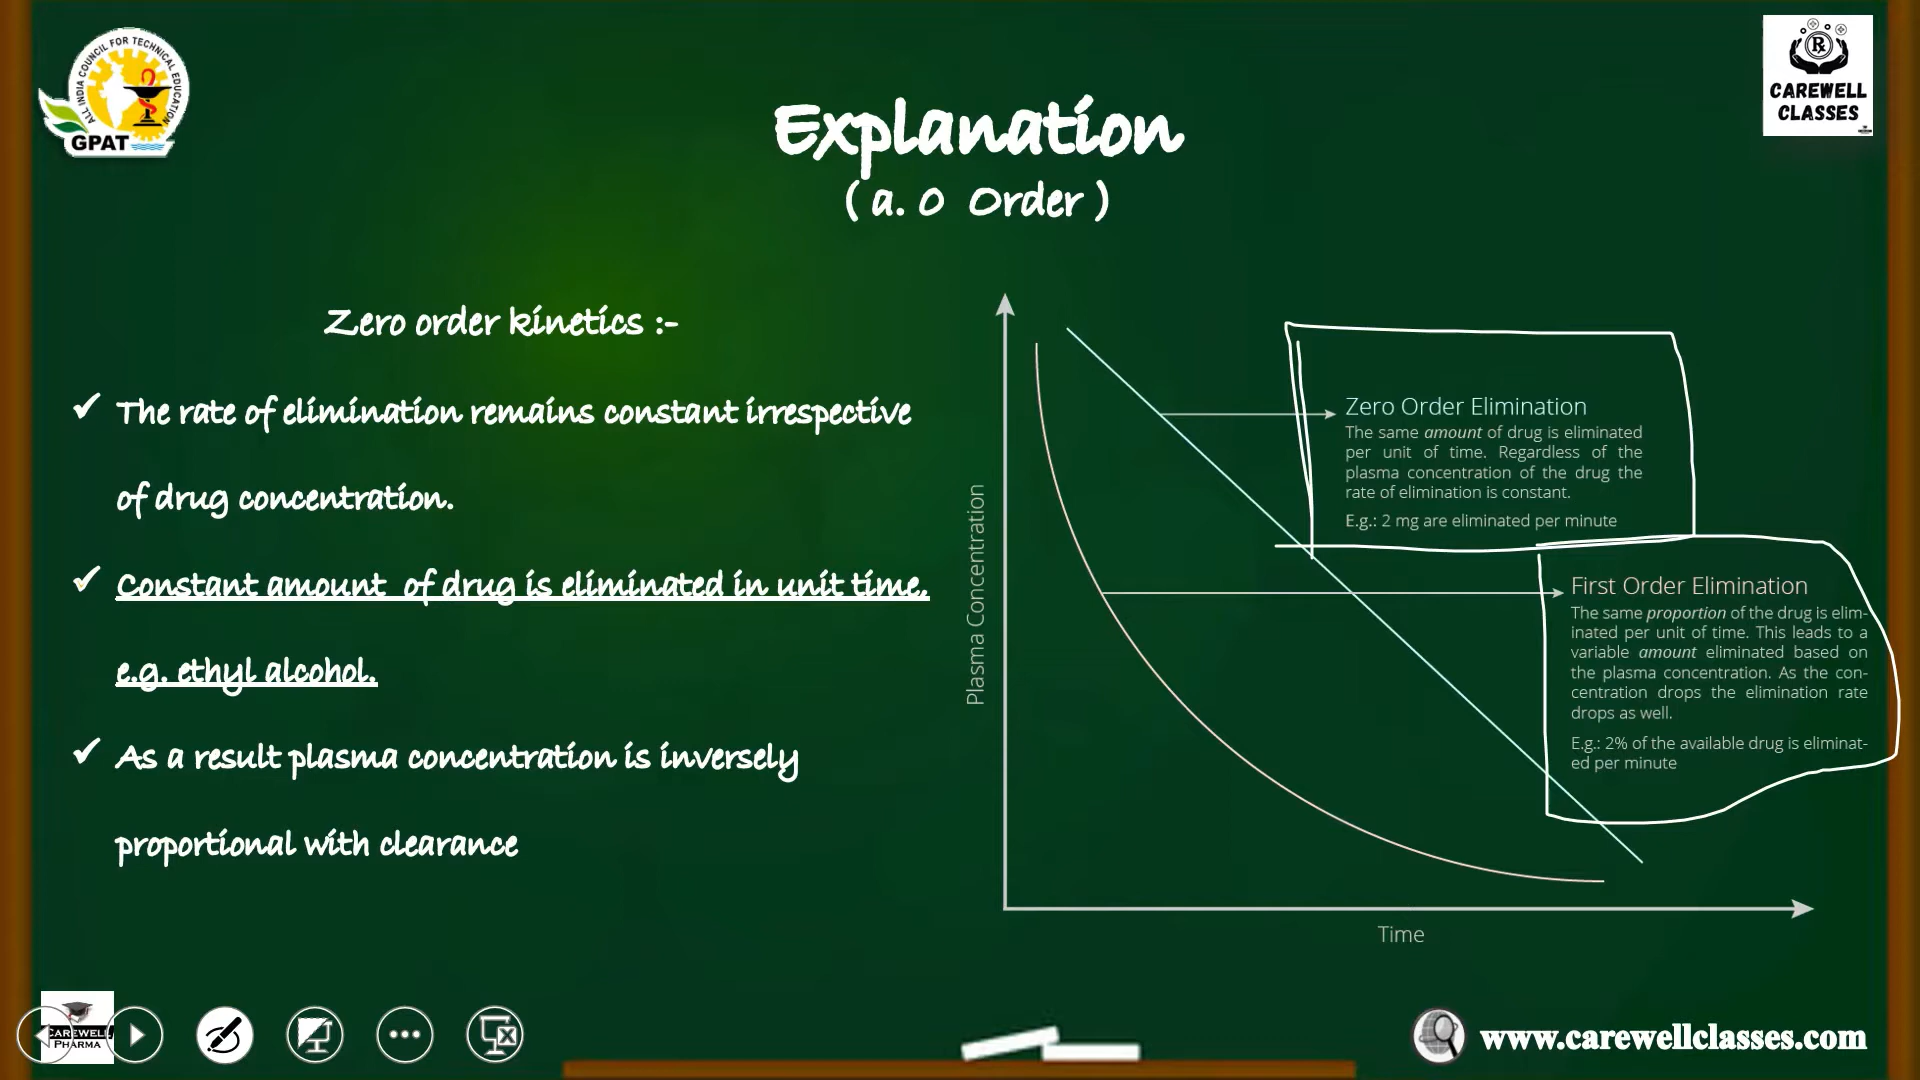 ALL INDIA COUNCIL FOR TECHNICAL EDUCATION
GPAT
Rx
CAREWELL
CLASSES
Explanation
( a. 0 Order )
Zero order kinetics :-
✓ The rate of elimination remains constant irrespective
of drug concentration.
✓ Constant amount of drug is eliminated in unit time.
e.g. ethyl alcohol.
✓ As a result plasma concentration is inversely
proportional with clearance
Plasma Concentration
Zero Order Elimination
The same amount of drug is eliminated
per unit of time. Regardless of the
plasma concentration of the drug the
rate of elimination is constant.
E.g.: 2 mg are eliminated per minute
First Order Elimination
The same proportion of the drug is elim-
inated per unit of time. This leads to a
variable amount eliminated based on
the plasma concentration. As the con-
centration drops the elimination rate
drops as well.
E.g.: 2% of the available drug is eliminat-
ed per minute
Time
CAREWELL
PHARMA
www.carewellclasses.com